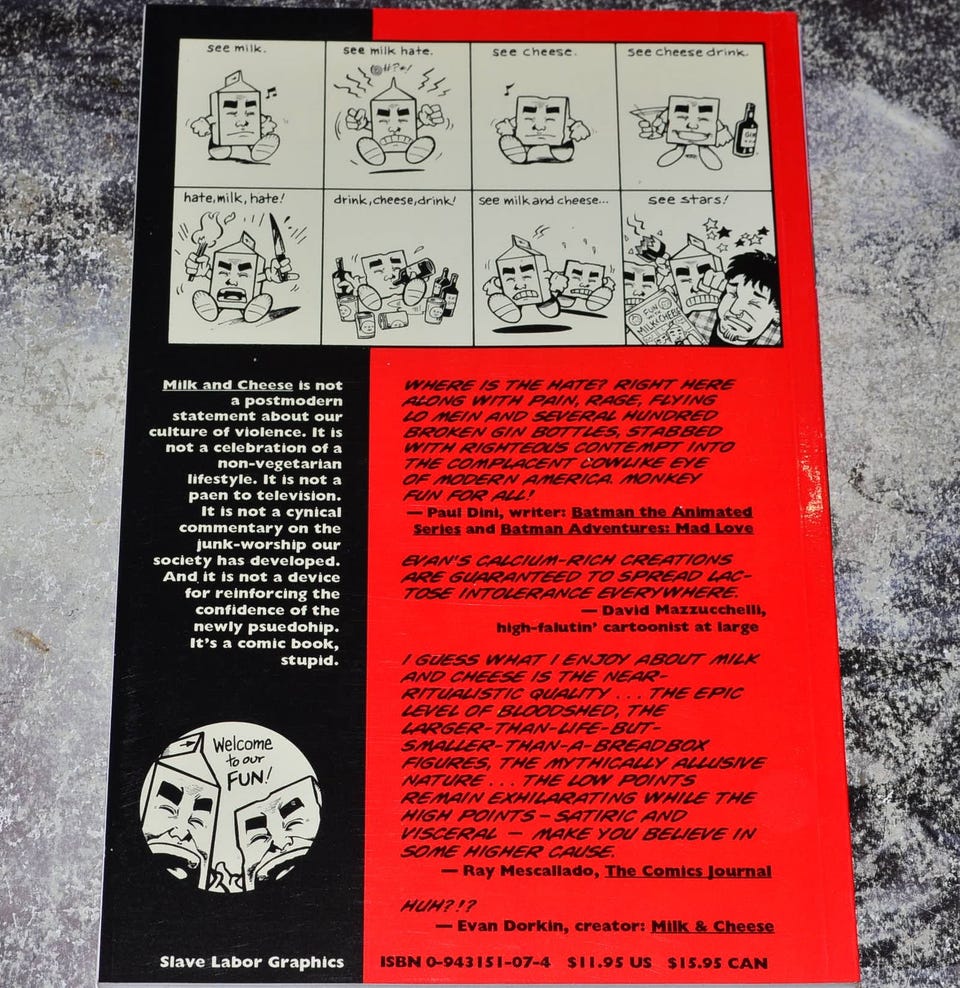 see milk.
see milk hate.
@#?*!
see cheese.
see cheese drink.
GIN
hate, milk, hate!
drink, cheese, drink!
see milk and cheese...
see stars!
FUN
WITH
MILK & CHEESE
Milk and Cheese is not
a postmodern
statement about our
culture of violence. It is
not a celebration of a
non-vegetarian
lifestyle. It is not a
paen to television.
It is not a cynical
commentary on the
junk-worship our
society has developed.
And it is not a device
for reinforcing the
confidence of the
newly psuedohip.
It's a comic book,
stupid.
Welcome
to our
FUN!
Slave Labor Graphics
WHERE IS THE HATE? RIGHT HERE
ALONG WITH PAIN, RAGE, FLYING
LO MEIN AND SEVERAL HUNDRED
BROKEN GIN BOTTLES, STABBED
WITH RIGHTEOUS CONTEMPT INTO
THE COMPLACENT COWLIKE EYE
OF MODERN AMERICA. MONKEY
FUN FOR ALL!
— Paul Dini, writer: Batman the Animated
Series and Batman Adventures: Mad Love
EVAN'S CALCIUM-RICH CREATIONS
ARE GUARANTEED TO SPREAD LAC-
TOSE INTOLERANCE EVERYWHERE.
— David Mazzucchelli,
high-falutin' cartoonist at large
I GUESS WHAT I ENJOY ABOUT MILK
AND CHEESE IS THE NEAR-
RITUALISTIC QUALITY . . . THE EPIC
LEVEL OF BLOODSHED, THE
LARGER-THAN-LIFE-BUT-
SMALLER-THAN-A-BREADBOX
FIGURES, THE MYTHICALLY ALLUSIVE
NATURE . . . THE LOW POINTS
REMAIN EXHILARATING WHILE THE
HIGH POINTS – SATIRIC AND
VISCERAL — MAKE YOU BELIEVE IN
SOME HIGHER CAUSE.
— Ray Mescallado, The Comics Journal
HUH?!?
— Evan Dorkin, creator: Milk & Cheese
ISBN 0-943151-07-4 $11.95 US $15.95 CAN